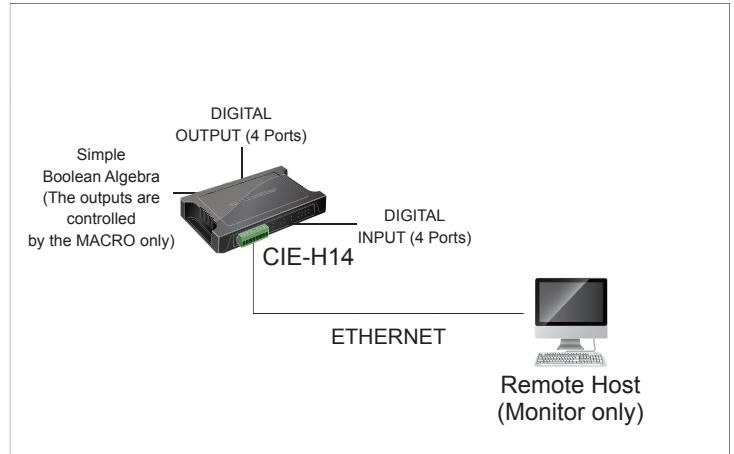 DIGITAL
OUTPUT (4 Ports)
Simple
Boolean Algebra
(The outputs are
controlled
by the MACRO only)
DIGITAL
INPUT (4 Ports)
CIE-H14
ETHERNET
Remote Host
(Monitor only)